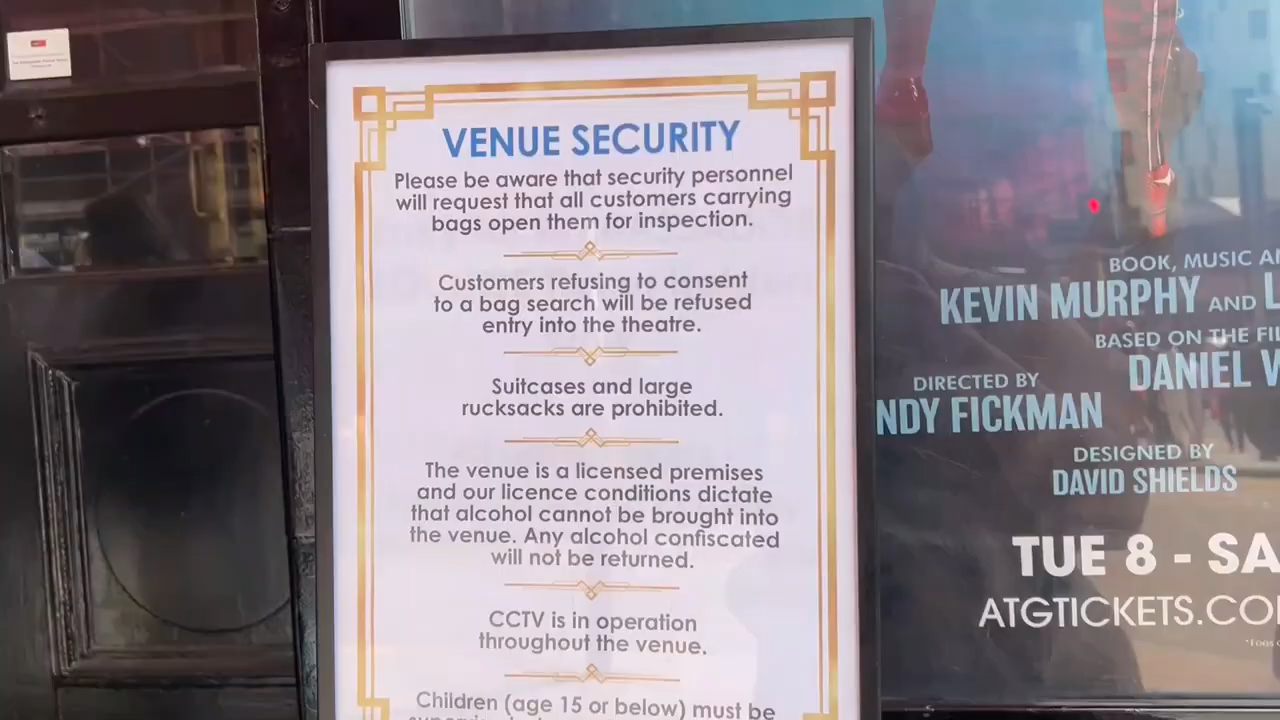 VENUE SECURITY
Please be aware that security personnel
will request that all customers carrying
bags open them for inspection.
Customers refusing to consent
to a bag search will be refused
entry into the theatre.
Suitcases and large
rucksacks are prohibited.
The venue is a licensed premises
and our licence conditions dictate
that alcohol cannot be brought into
the venue. Any alcohol confiscated
will not be returned.
CCTV is in operation
throughout the venue.
Children (age 15 or below) must be
BOOK, MUSIC
KEVIN MURPHY AND L
BASED ON THE
DANIEL
DIRECTED BY
NDY FICKMAN
DESIGNED BY
DAVID SHIELDS
TUE 8 - SA
ATGTICKETS.CO